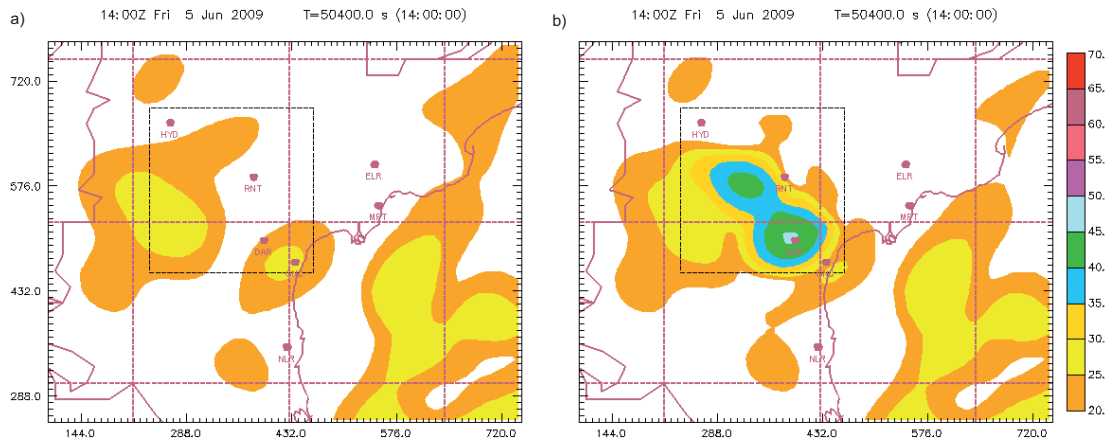 a) 14:00Z Fri 5 Jun 2009 T=50400.0 s (14:00:00)
720.0
576.0
432.0
288.0
144.0 288.0 432.0 576.0 720.0
HYD
RNT
ELR
MPT
DAR
NLR
b) 14:00Z Fri 5 Jun 2009 T=50400.0 s (14:00:00)
144.0 288.0 432.0 576.0 720.0
HYD
RNT
ELR
MPT
NLR
70.
65.
60.
55.
50.
45.
40.
35.
30.
25.
20.